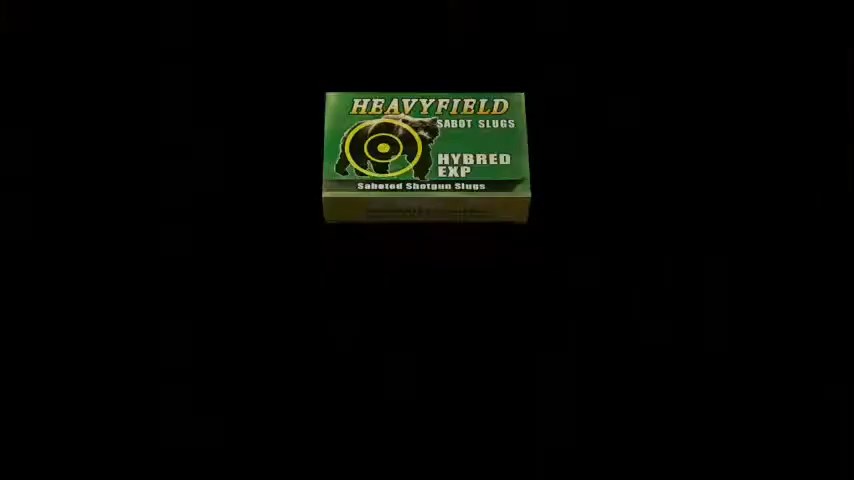 HEAVYFIELD
SABOT SLUGS
HYBRED
EXP
Saboted Shotgun Slugs